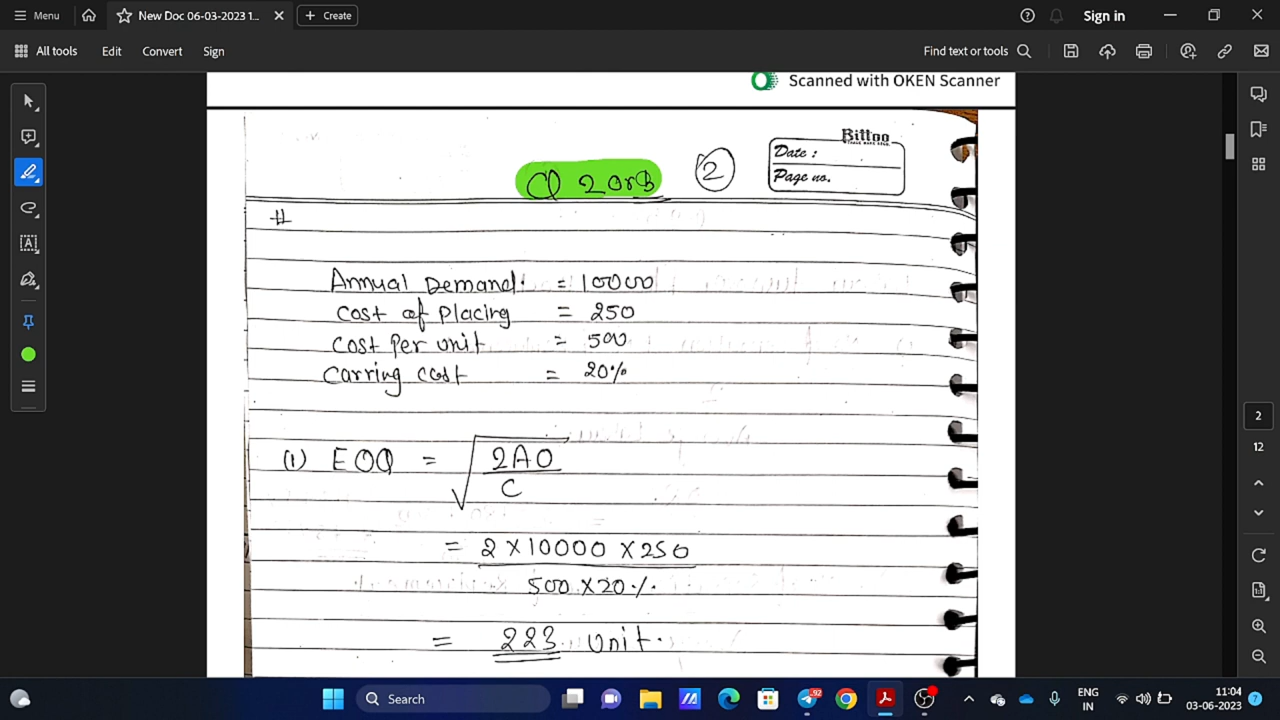 Menu New Doc 06-03-2023 1... Create Sign in
All tools Edit Convert Sign Find text or tools
Scanned with OKEN Scanner
Bittoo
Date :
Page no.
2
#
Annual Demand = 10000
Cost of placing = 250
Cost per unit = 500
Carring cost = 20%
(1) EOQ = √ 2AO
C
= 2 X 10000 X 250
500 X 20%
= 223 Unit.
2
12
Search
92
ENG
IN
11:04
03-06-2023
7